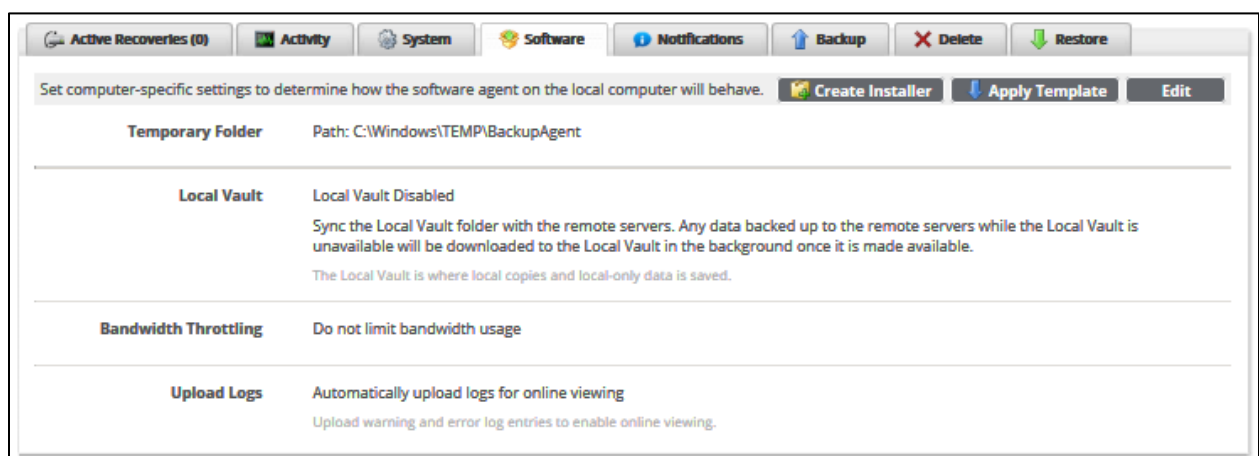 Active Recoveries (0) Activity System Software Notifications Backup Delete Restore
Set computer-specific settings to determine how the software agent on the local computer will behave. Create Installer Apply Template Edit
Temporary Folder Path: C:\Windows\TEMP\BackupAgent
Local Vault Local Vault Disabled
Sync the Local Vault folder with the remote servers. Any data backed up to the remote servers while the Local Vault is
unavailable will be downloaded to the Local Vault in the background once it is made available.
The Local Vault is where local copies and local-only data is saved.
Bandwidth Throttling Do not limit bandwidth usage
Upload Logs Automatically upload logs for online viewing
Upload warning and error log entries to enable online viewing.